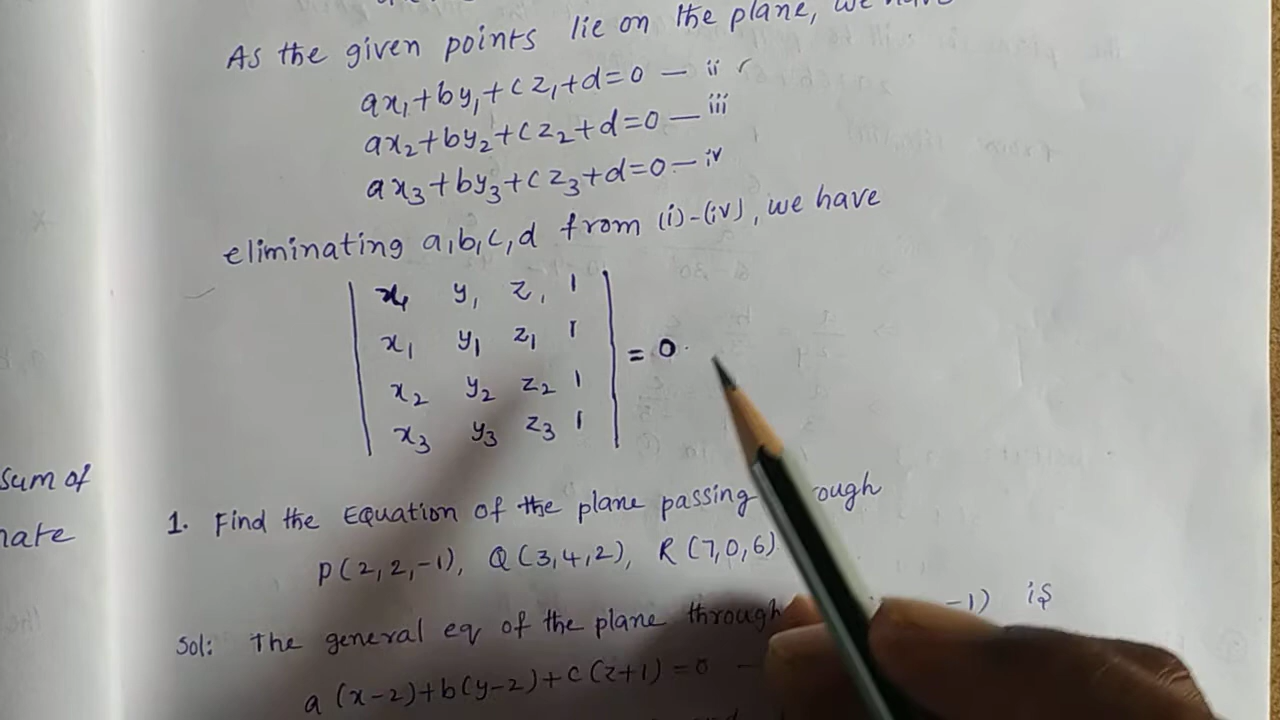 As the given points lie on the plane, we have
ax₁+by₁+cz₁+d=0 — ii
ax₂+by₂+cz₂+d=0 — iii
ax₃+by₃+cz₃+d=0 — iv
eliminating a,b,c,d from (i)-(iv), we have
x y, z, 1
x₁ y₁ z₁ 1
x₂ y₂ z₂ 1 = 0.
x₃ y₃ z₃ 1
sum of
1. Find the Equation of the plane passing
P(2,2,-1), Q(3,4,2), R(7,0,6)
Sol: The general eq of the plane through -1) is
a(x-2)+b(y-2)+c(z+1)=0 —